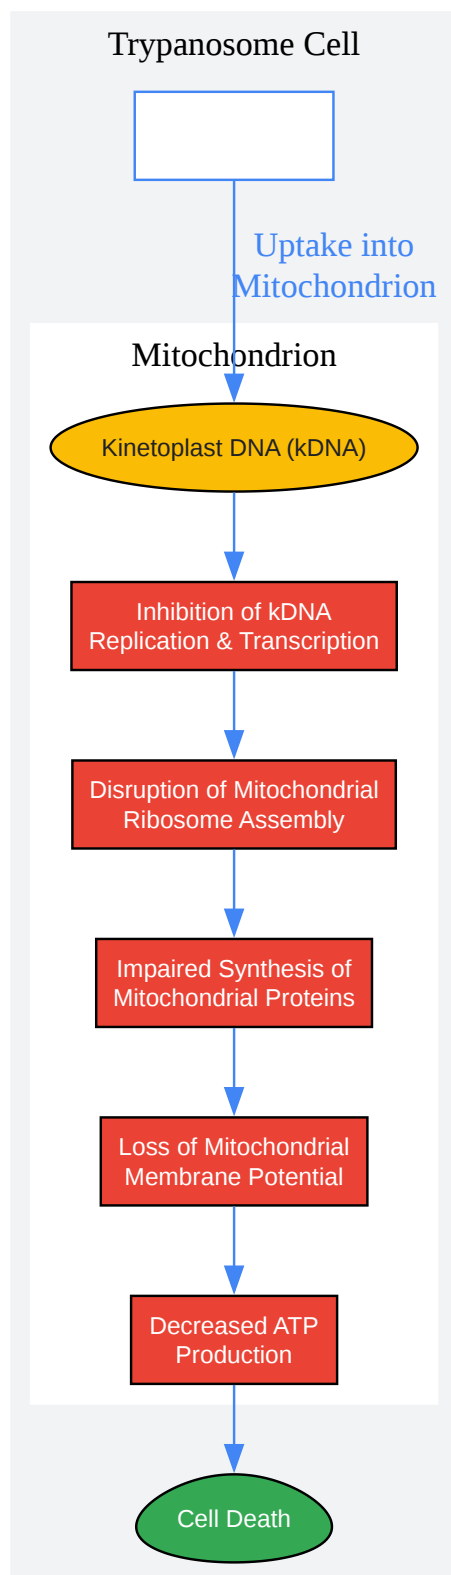 Trypanosome Cell
Uptake into
Mitochondrion
Mitochondrion
Kinetoplast DNA (kDNA)
Inhibition of kDNA
Replication & Transcription
Disruption of Mitochondrial
Ribosome Assembly
Impaired Synthesis of
Mitochondrial Proteins
Loss of Mitochondrial
Membrane Potential
Decreased ATP
Production
Cell Death